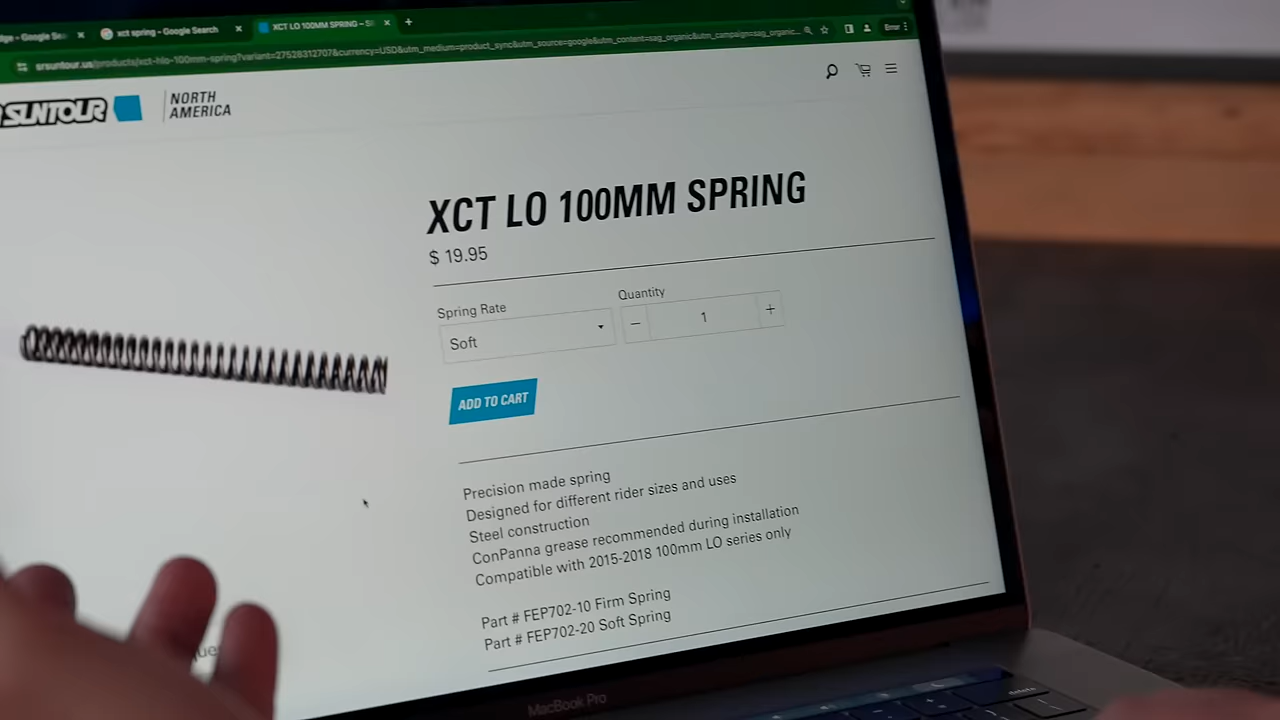 xct spring - Google Search
XCT LO 100MM SPRING – S
Error
SUNTOUR
NORTH
AMERICA
XCT LO 100MM SPRING
$ 19.95
Spring Rate
Quantity
Soft
− 1 +
ADD TO CART
Precision made spring
Designed for different rider sizes and uses
Steel construction
ConPanna grease recommended during installation
Compatible with 2015-2018 100mm LO series only
Part # FEP702-10 Firm Spring
Part # FEP702-20 Soft Spring
MacBook Pro
delete